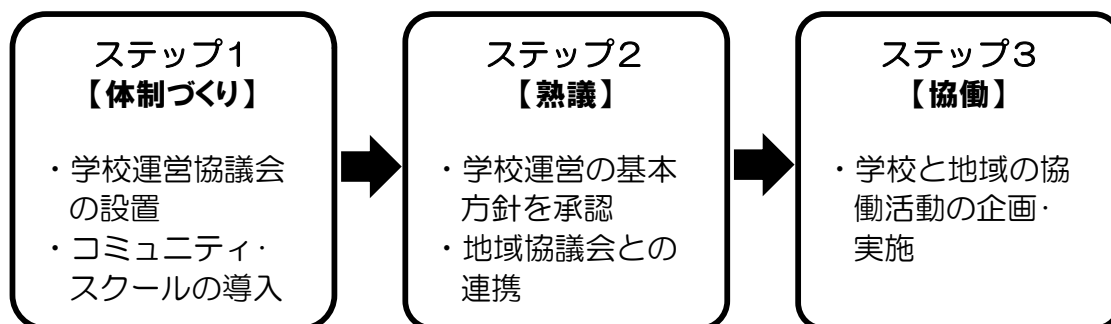 ステップ1
【体制づくり】
・学校運営協議会
の設置
・コミュニティ・
スクールの導入
ステップ2
【熟議】
・学校運営の基本
方針を承認
・地域協議会との
連携
ステップ3
【協働】
・学校と地域の協
働活動の企画・
実施